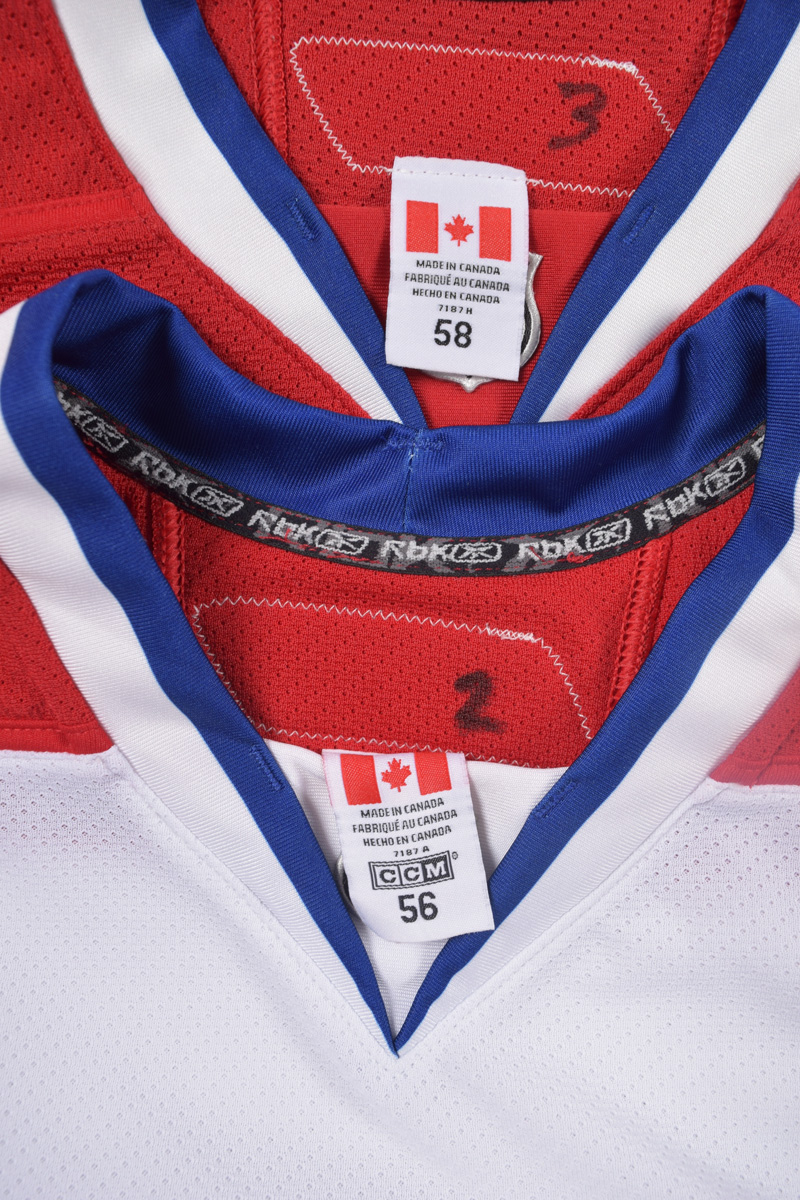 3
MADE IN CANADA
FABRIQUÉ AU CANADA
HECHO EN CANADA
7187 H
58
RbK RbK RbK RbK RbK
2
MADE IN CANADA
FABRIQUÉ AU CANADA
HECHO EN CANADA
7187 A
CCM®
56